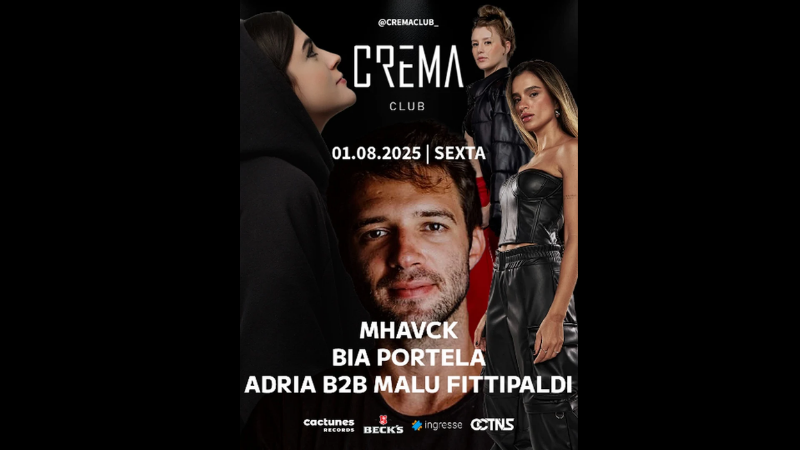 @CREMACLUB_
CREMA
CLUB
01.08.2025 | SEXTA
MHAVCK
BIA PORTELA
ADRIA B2B MALU FITTIPALDI
cactunes
RECORDS
BECK'S
ingresse
CCTNS